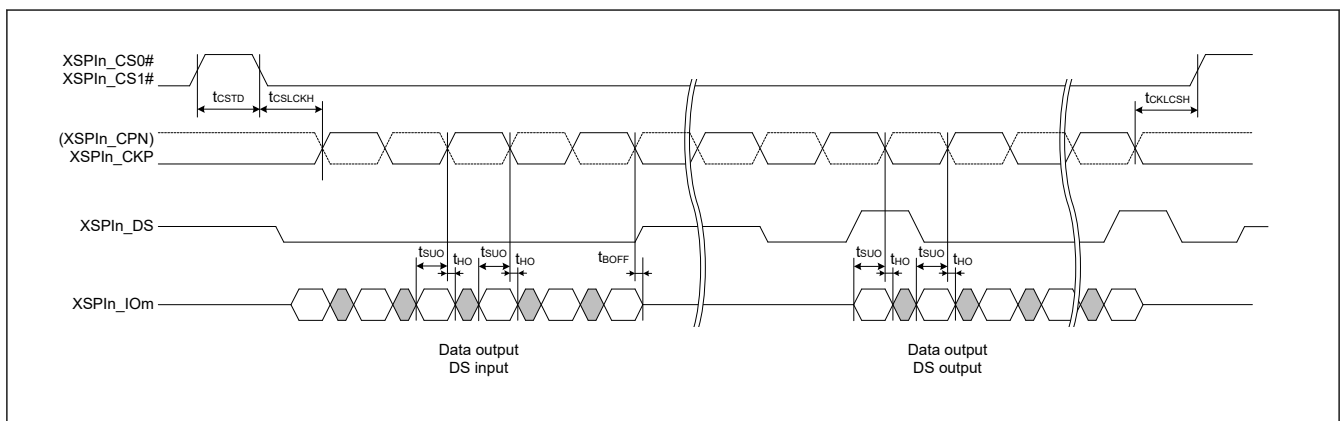 XSPIn_CS0#
XSPIn_CS1#
tCSTD
tCSLCKH
tCKLCSH
(XSPIn_CPN)
XSPIn_CKP
XSPIn_DS
tSUO
tHO
tSUO
tHO
tBOFF
tSUO
tHO
tSUO
tHO
XSPIn_IOm
Data output
DS input
Data output
DS output